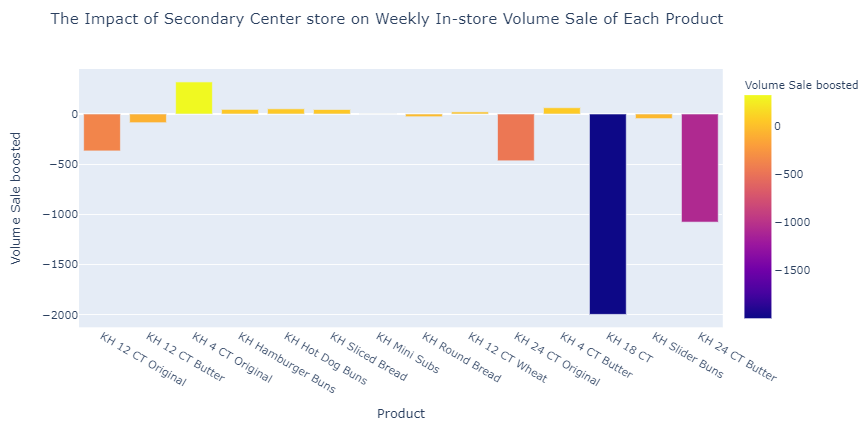 The Impact of Secondary Center store on Weekly In-store Volume Sale of Each Product
Volume Sale boosted
0
−500
−1000
−1500
−2000
Volume Sale boosted
0
−500
−1000
−1500
KH 12 CT Original
KH 12 CT Butter
KH 4 CT Original
KH Hamburger Buns
KH Hot Dog Buns
KH Sliced Bread
KH Mini Subs
KH Round Bread
KH 12 CT Wheat
KH 24 CT Original
KH 4 CT Butter
KH 18 CT
KH Slider Buns
KH 24 CT Butter
Product